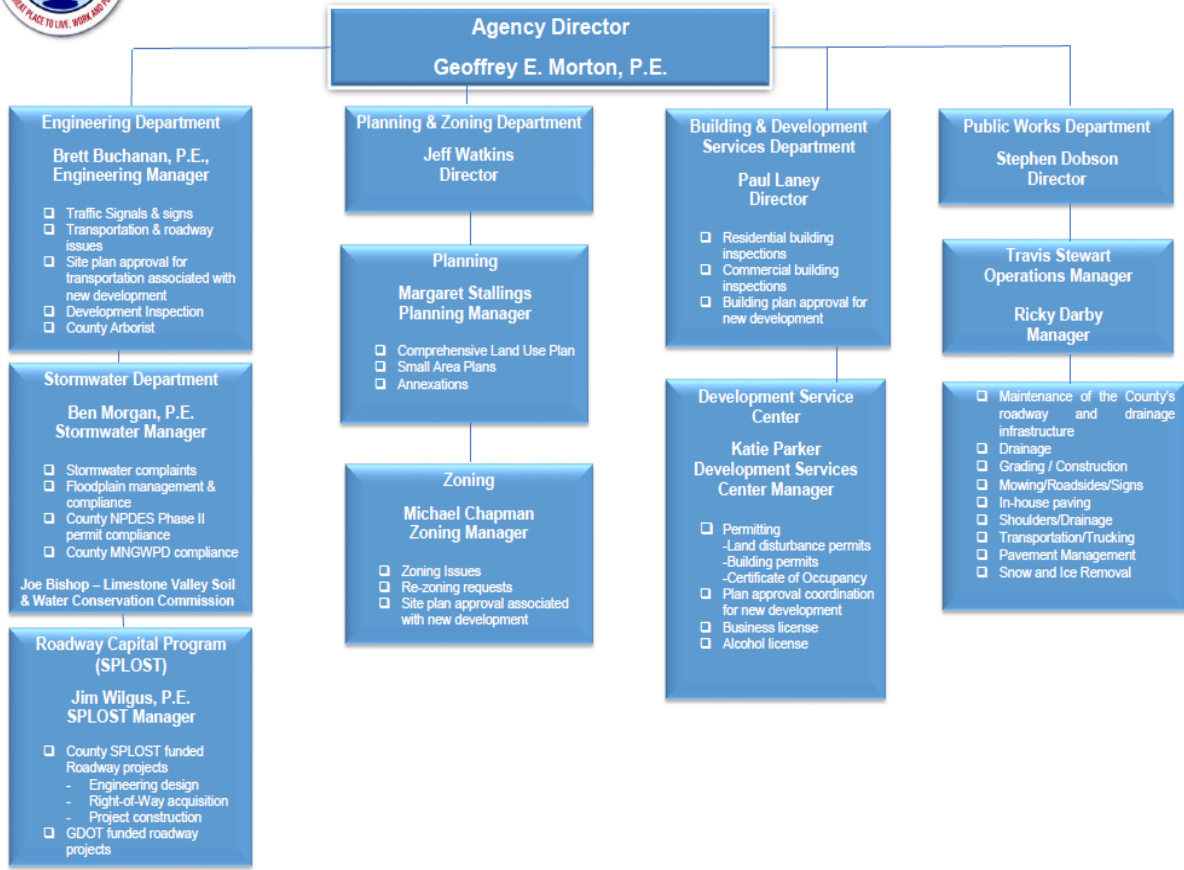 EAT PLACE TO LIVE, WORK AND
Agency Director
Geoffrey E. Morton, P.E.
Engineering Department
Brett Buchanan, P.E.,
Engineering Manager
Traffic Signals & signs
Transportation & roadway
issues
Site plan approval for
transportation associated with
new development
Development Inspection
County Arborist
Stormwater Department
Ben Morgan, P.E.
Stormwater Manager
Stormwater complaints
Floodplain management &
compliance
County NPDES Phase II
permit compliance
County MNGWPD compliance
Joe Bishop – Limestone Valley Soil
& Water Conservation Commission
Roadway Capital Program
(SPLOST)
Jim Wilgus, P.E.
SPLOST Manager
County SPLOST funded
Roadway projects
- Engineering design
- Right-of-Way acquisition
- Project construction
GDOT funded roadway
projects
Planning & Zoning Department
Jeff Watkins
Director
Planning
Margaret Stallings
Planning Manager
Comprehensive Land Use Plan
Small Area Plans
Annexations
Zoning
Michael Chapman
Zoning Manager
Zoning Issues
Re-zoning requests
Site plan approval associated
with new development
Building & Development
Services Department
Paul Laney
Director
Residential building
inspections
Commercial building
inspections
Building plan approval for
new development
Development Service
Center
Katie Parker
Development Services
Center Manager
Permitting
-Land disturbance permits
-Building permits
-Certificate of Occupancy
Plan approval coordination
for new development
Business license
Alcohol license
Public Works Department
Stephen Dobson
Director
Travis Stewart
Operations Manager
Ricky Darby
Manager
Maintenance of the County's
roadway and drainage
infrastructure
Drainage
Grading / Construction
Mowing/Roadsides/Signs
In-house paving
Shoulders/Drainage
Transportation/Trucking
Pavement Management
Snow and Ice Removal